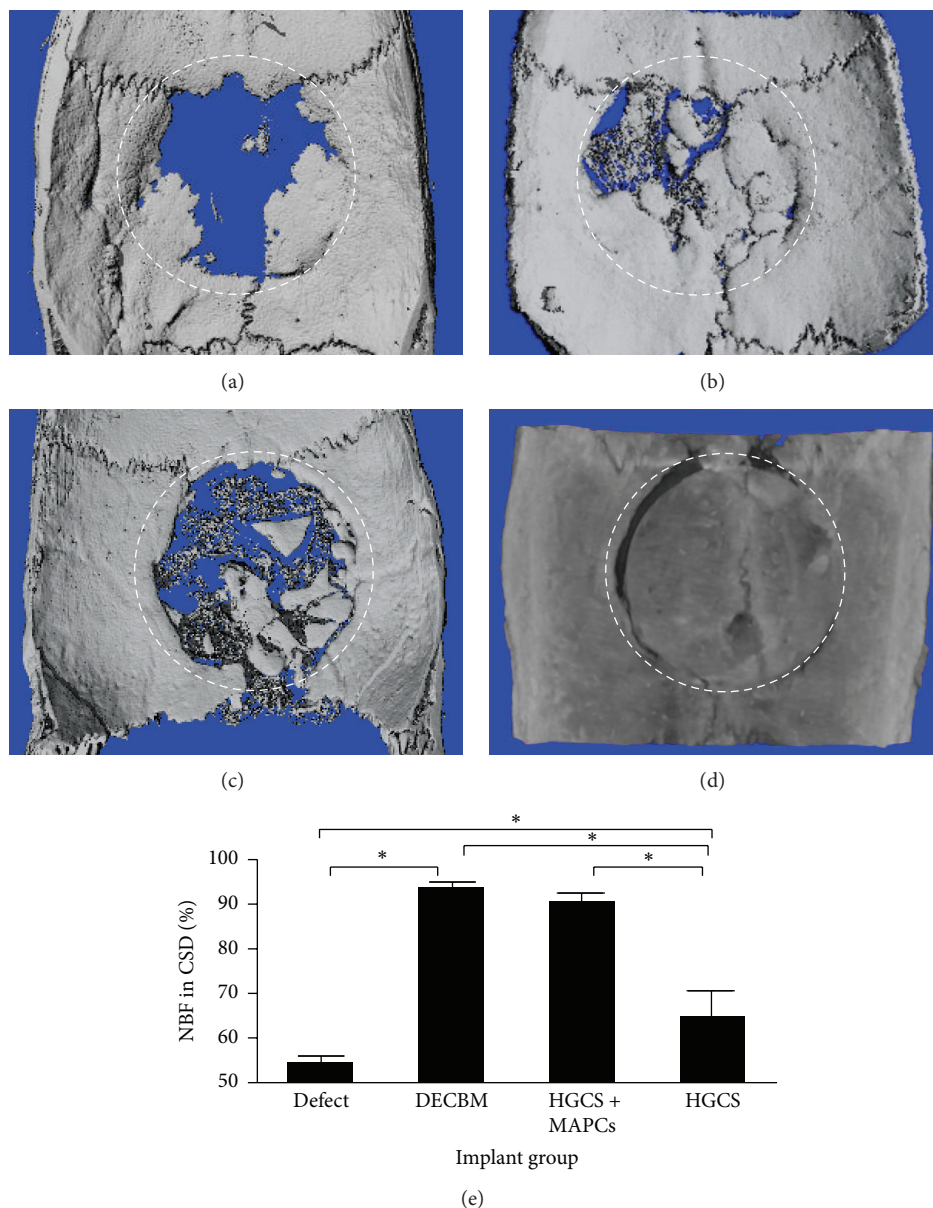 (a)
(b)
(c)
(d)
*
*
*
*
100
90
80
70
60
50
NBF in CSD (%)
Defect
DECBM
HGCS +
MAPCs
HGCS
Implant group
(e)